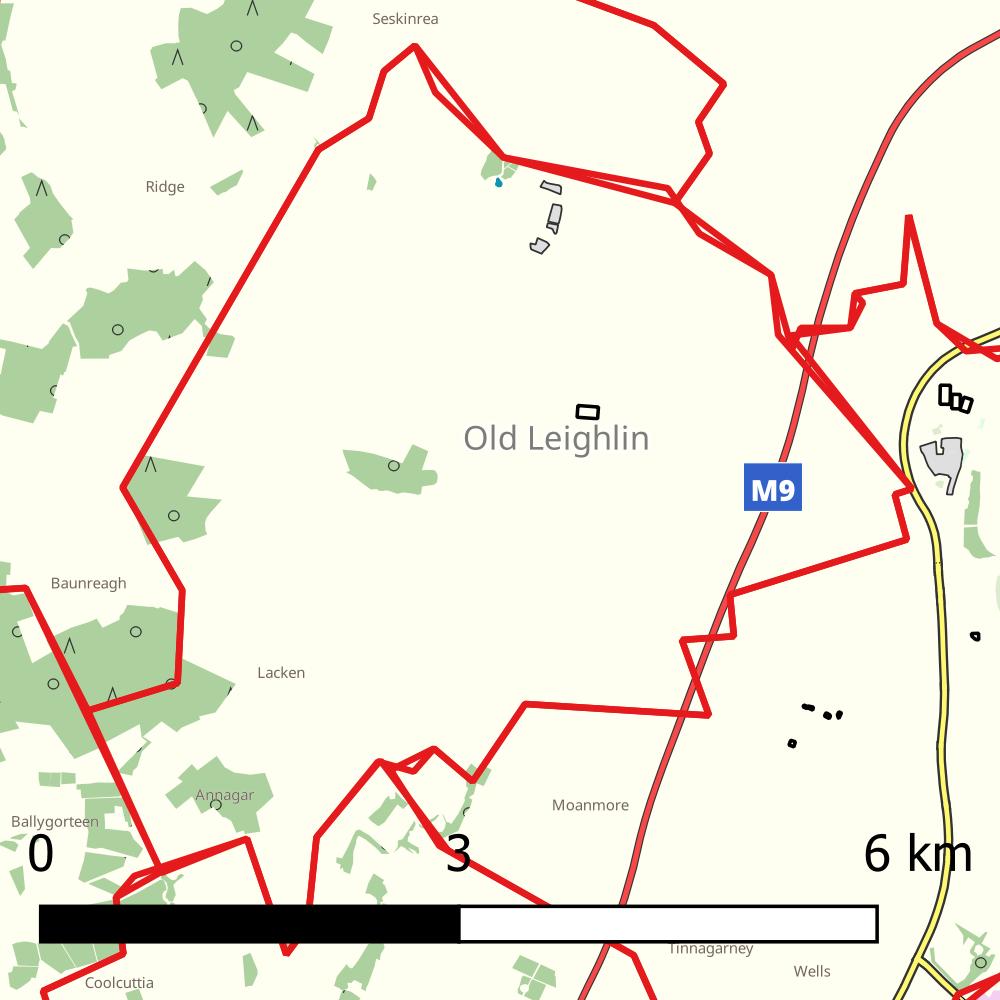 Seskinrea
Ridge
Old Leighlin
M9
Baunreagh
Lacken
Annagar
Moanmore
Ballygorteen
0 3 6 km
Tinnagarney
Wells
Coolcuttia